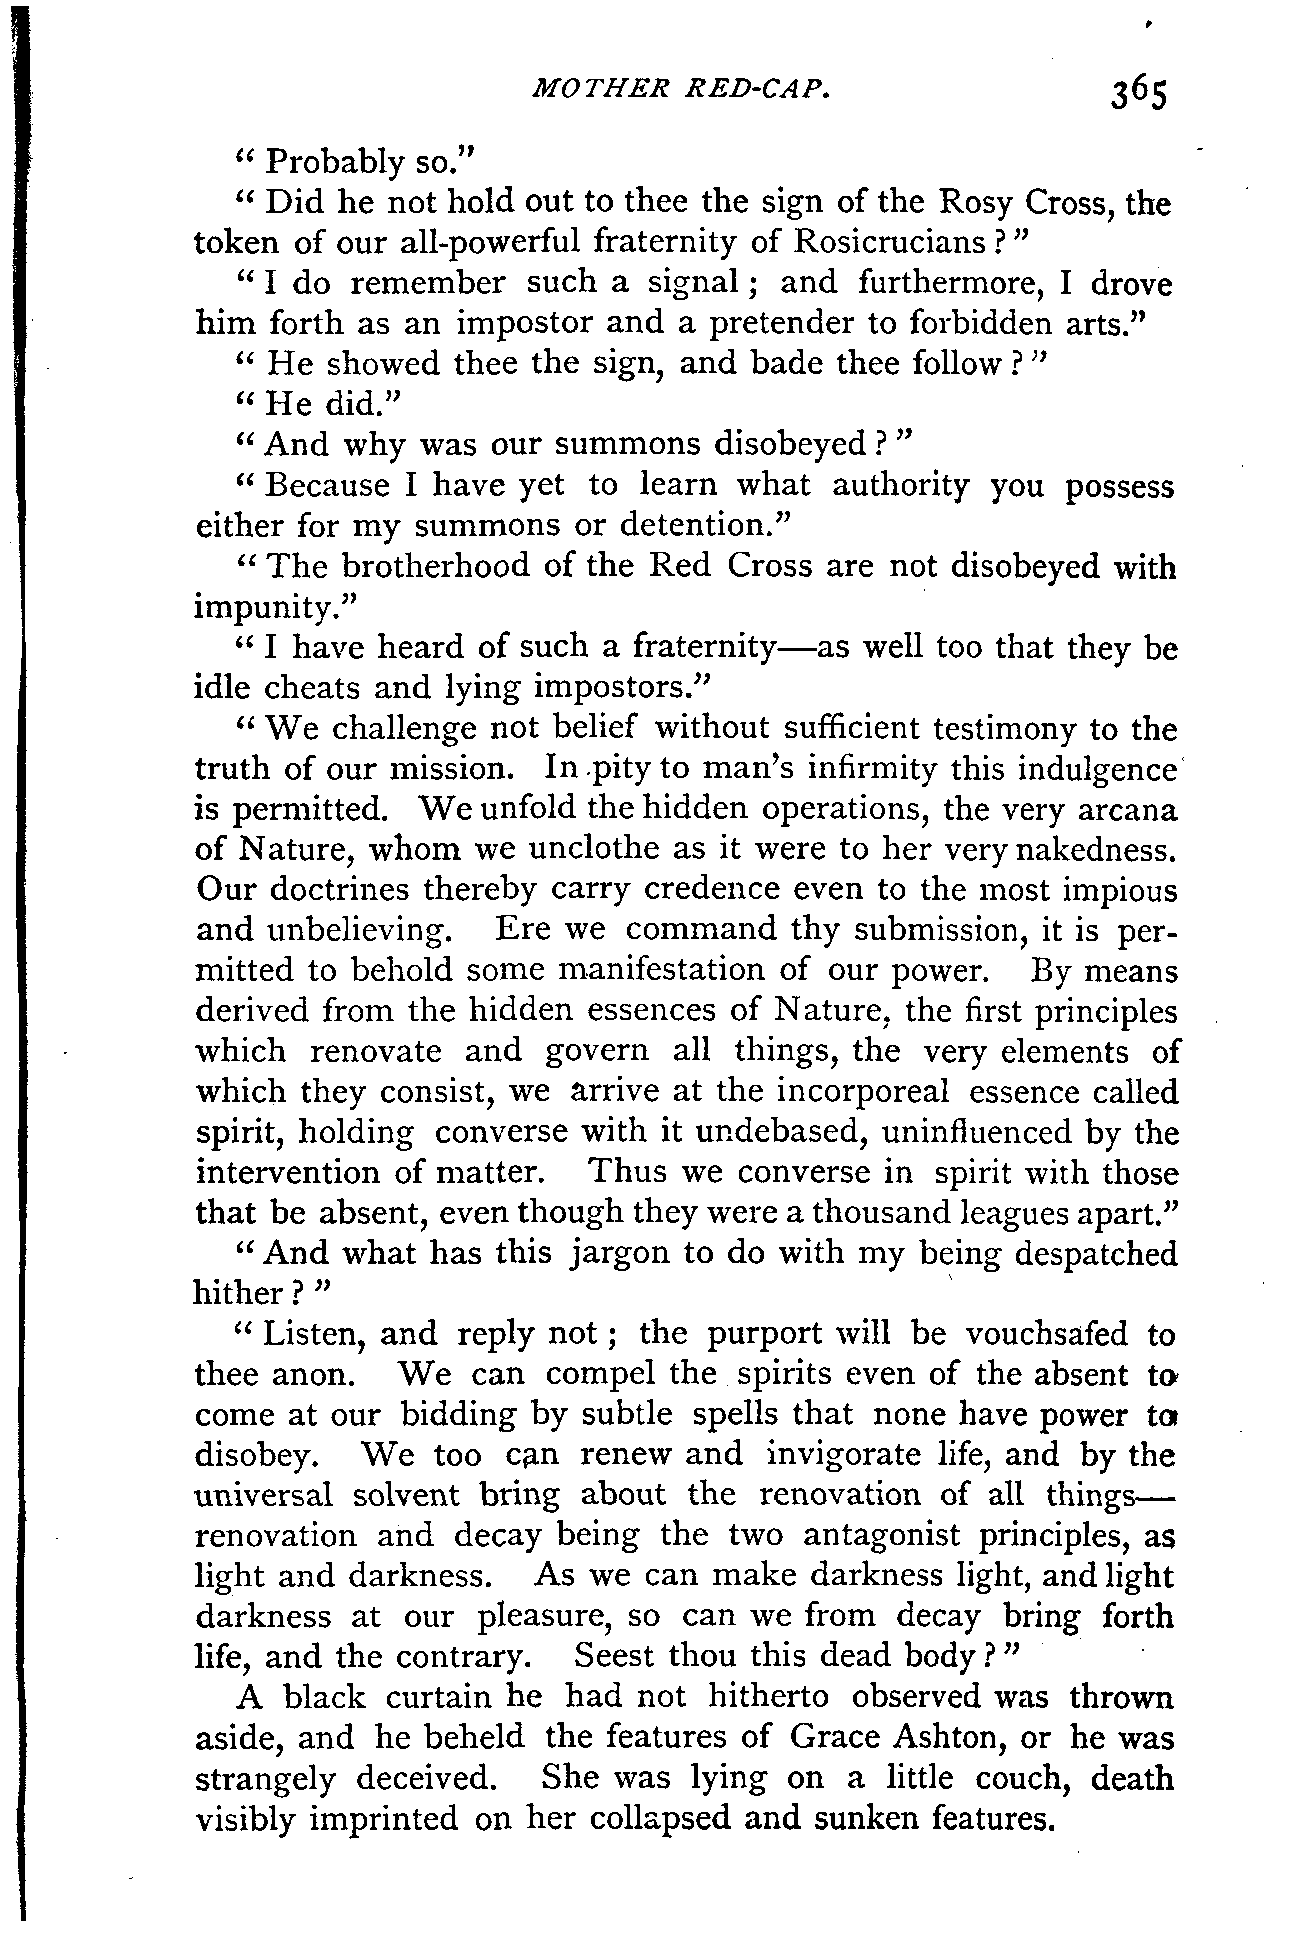 MOTHER RED-CAP. 365
" Probably so."
" Did he not hold out to thee the sign of the Rosy Cross, the
token of our all-powerful fraternity of Rosicrucians ? "
" I do remember such a signal ; and furthermore, I drove
him forth as an impostor and a pretender to forbidden arts."
" He showed thee the sign, and bade thee follow ? "
" He did."
" And why was our summons disobeyed ? "
" Because I have yet to learn what authority you possess
either for my summons or detention."
" The brotherhood of the Red Cross are not disobeyed with
impunity."
" I have heard of such a fraternity—as well too that they be
idle cheats and lying impostors."
" We challenge not belief without sufficient testimony to the
truth of our mission. In pity to man's infirmity this indulgence
is permitted. We unfold the hidden operations, the very arcana
of Nature, whom we unclothe as it were to her very nakedness.
Our doctrines thereby carry credence even to the most impious
and unbelieving. Ere we command thy submission, it is per-
mitted to behold some manifestation of our power. By means
derived from the hidden essences of Nature, the first principles
which renovate and govern all things, the very elements of
which they consist, we arrive at the incorporeal essence called
spirit, holding converse with it undebased, uninfluenced by the
intervention of matter. Thus we converse in spirit with those
that be absent, even though they were a thousand leagues apart."
" And what has this jargon to do with my being despatched
hither ? "
" Listen, and reply not ; the purport will be vouchsafed to
thee anon. We can compel the spirits even of the absent to
come at our bidding by subtle spells that none have power to
disobey. We too can renew and invigorate life, and by the
universal solvent bring about the renovation of all things—
renovation and decay being the two antagonist principles, as
light and darkness. As we can make darkness light, and light
darkness at our pleasure, so can we from decay bring forth
life, and the contrary. Seest thou this dead body ? "
A black curtain he had not hitherto observed was thrown
aside, and he beheld the features of Grace Ashton, or he was
strangely deceived. She was lying on a little couch, death
visibly imprinted on her collapsed and sunken features.